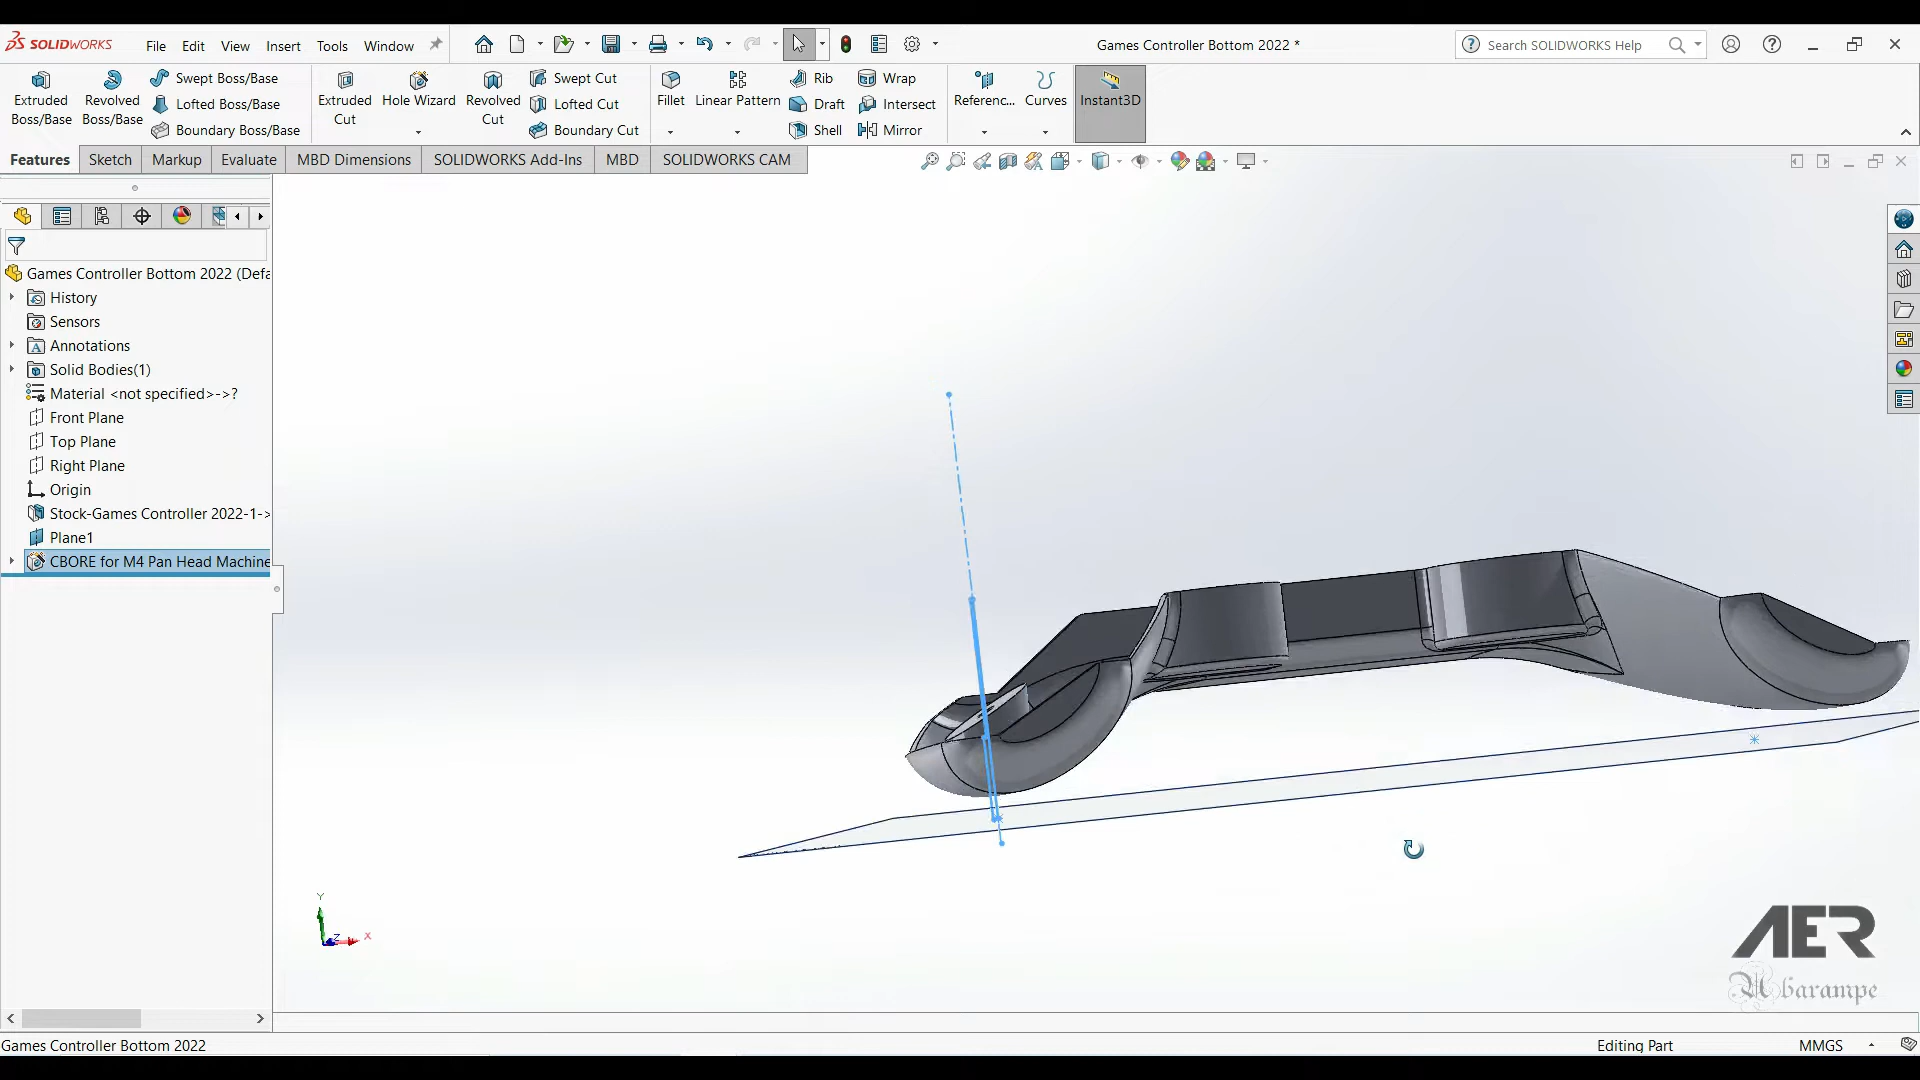 SOLIDWORKS
File Edit View Insert Tools Window
Games Controller Bottom 2022 *
Search SOLIDWORKS Help
Extruded Boss/Base
Revolved Boss/Base
Swept Boss/Base
Lofted Boss/Base
Boundary Boss/Base
Extruded Cut
Hole Wizard
Revolved Cut
Swept Cut
Lofted Cut
Boundary Cut
Fillet
Linear Pattern
Rib
Draft
Shell
Wrap
Intersect
Mirror
Referenc...
Curves
Instant3D
Features Sketch Markup Evaluate MBD Dimensions SOLIDWORKS Add-Ins MBD SOLIDWORKS CAM
Games Controller Bottom 2022 (Defa
History
Sensors
Annotations
Solid Bodies(1)
Material <not specified>->?
Front Plane
Top Plane
Right Plane
Origin
Stock-Games Controller 2022-1->
Plane1
CBORE for M4 Pan Head Machine
Y
Z
X
AER
Abarampe
Games Controller Bottom 2022
Editing Part
MMGS